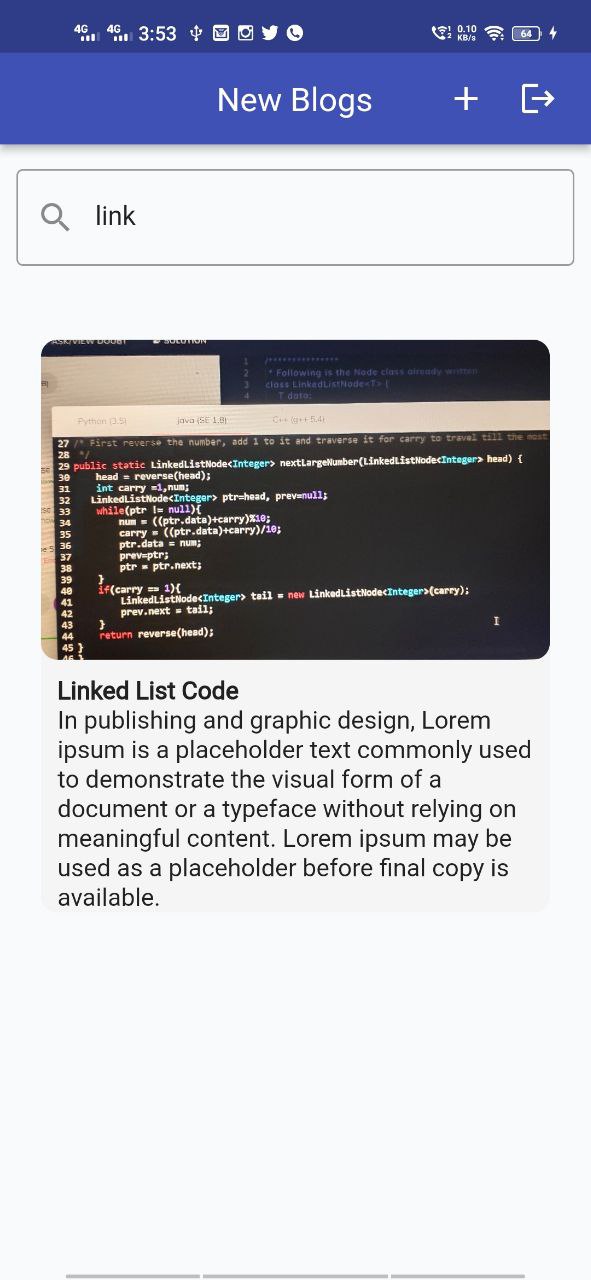 4G 4G 3:53 0.10 KB/s 64
New Blogs
link
ASK/VIEW DOUBT SOLUTION
1 /***************
2 * Following is the Node class already written
3 class LinkedListNode<T> {
4 T data;
Python (3.5) java (SE 1.8) C++ (g++ 5.4)
27 /* First reverse the number, add 1 to it and traverse it for carry to travel till the most
28 */
29 public static LinkedListNode<Integer> nextLargeNumber(LinkedListNode<Integer> head) {
30 head = reverse(head);
31 int carry =1,num;
32 LinkedListNode<Integer> ptr=head, prev=null;
33 while(ptr != null){
34 num = ((ptr.data)+carry)%10;
35 carry = ((ptr.data)+carry)/10;
36 ptr.data = num;
37 prev=ptr;
38 ptr = ptr.next;
39 }
40 if(carry == 1){
41 LinkedListNode<Integer> tail = new LinkedListNode<Integer>(carry);
42 prev.next = tail;
43 }
44 return reverse(head);
45 }
46 }
Linked List Code
In publishing and graphic design, Lorem
ipsum is a placeholder text commonly used
to demonstrate the visual form of a
document or a typeface without relying on
meaningful content. Lorem ipsum may be
used as a placeholder before final copy is
available.